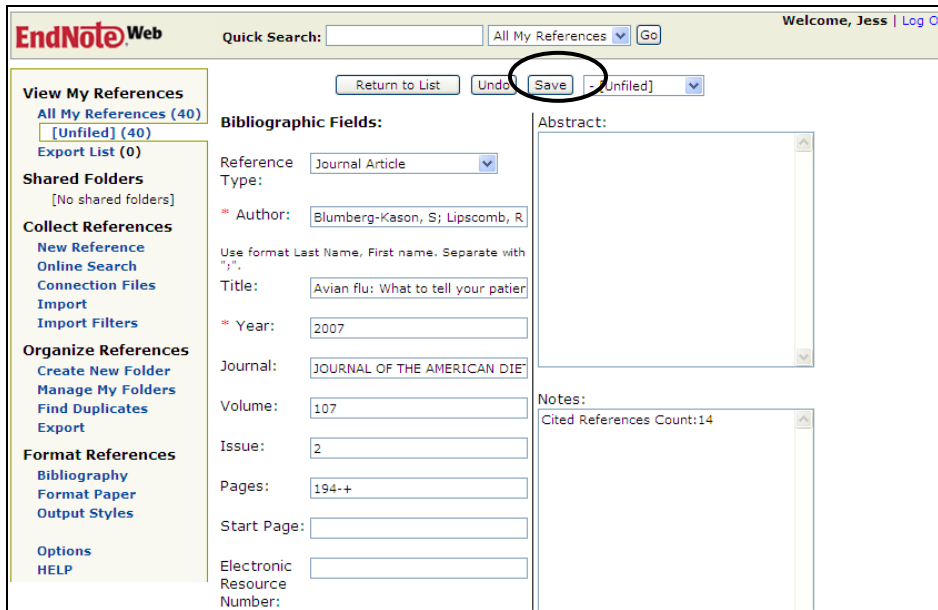 EndNote Web
Quick Search: All My References Go
Welcome, Jess | Log O
Return to List Undo Save - [Unfiled]
View My References
All My References (40)
[Unfiled] (40)
Export List (0)
Shared Folders
[No shared folders]
Collect References
New Reference
Online Search
Connection Files
Import
Import Filters
Organize References
Create New Folder
Manage My Folders
Find Duplicates
Export
Format References
Bibliography
Format Paper
Output Styles
Options
HELP
Bibliographic Fields:
Reference Type: Journal Article
* Author: Blumberg-Kason, S; Lipscomb, R
Use format Last Name, First name. Separate with
";".
Title: Avian flu: What to tell your patier
* Year: 2007
Journal: JOURNAL OF THE AMERICAN DIET
Volume: 107
Issue: 2
Pages: 194-+
Start Page:
Electronic
Resource
Number:
Abstract:
Notes:
Cited References Count:14